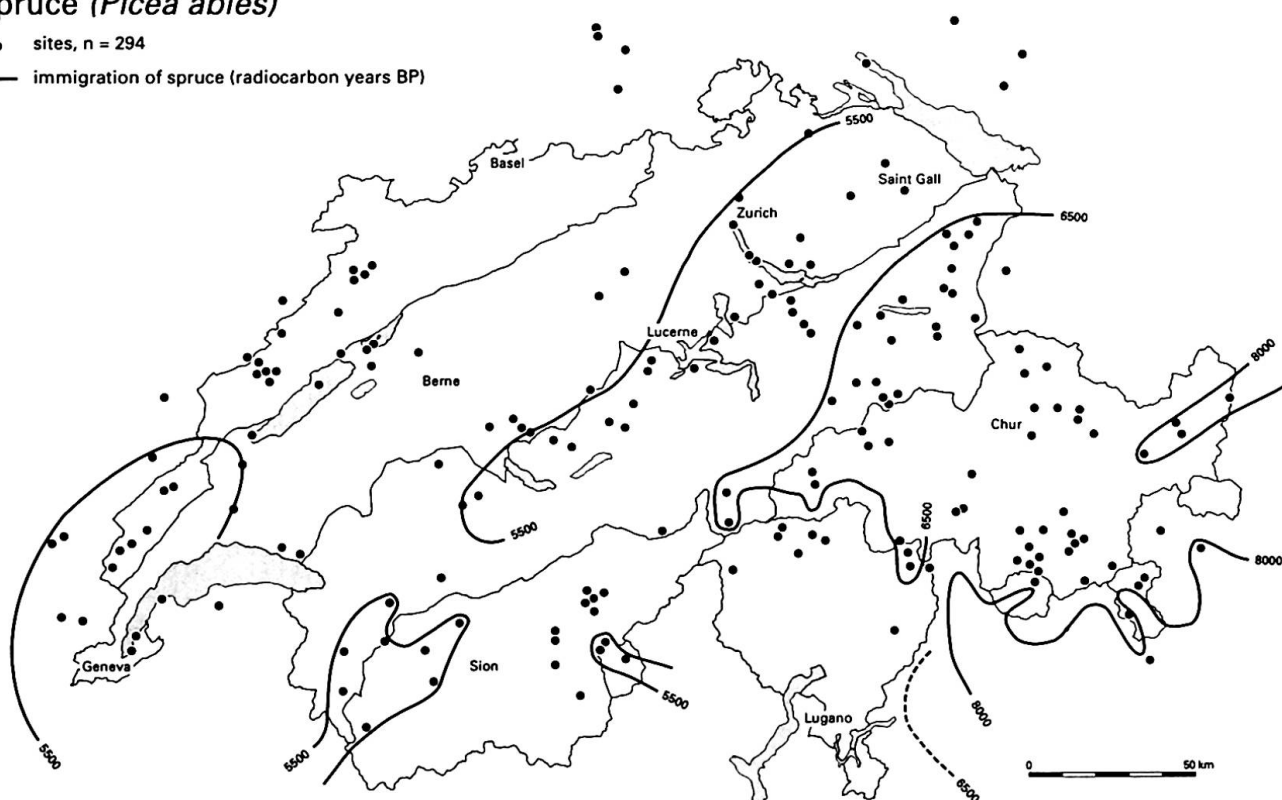 pruce (Picea abies)
sites, n = 294
immigration of spruce (radiocarbon years BP)
5500
Basel
Saint Gall
Zurich
6500
Lucerne
8000
Berne
Chur
6500
5500
8000
Geneva
Sion
5500
8000
Lugano
5500
5500
6500
0 50 km